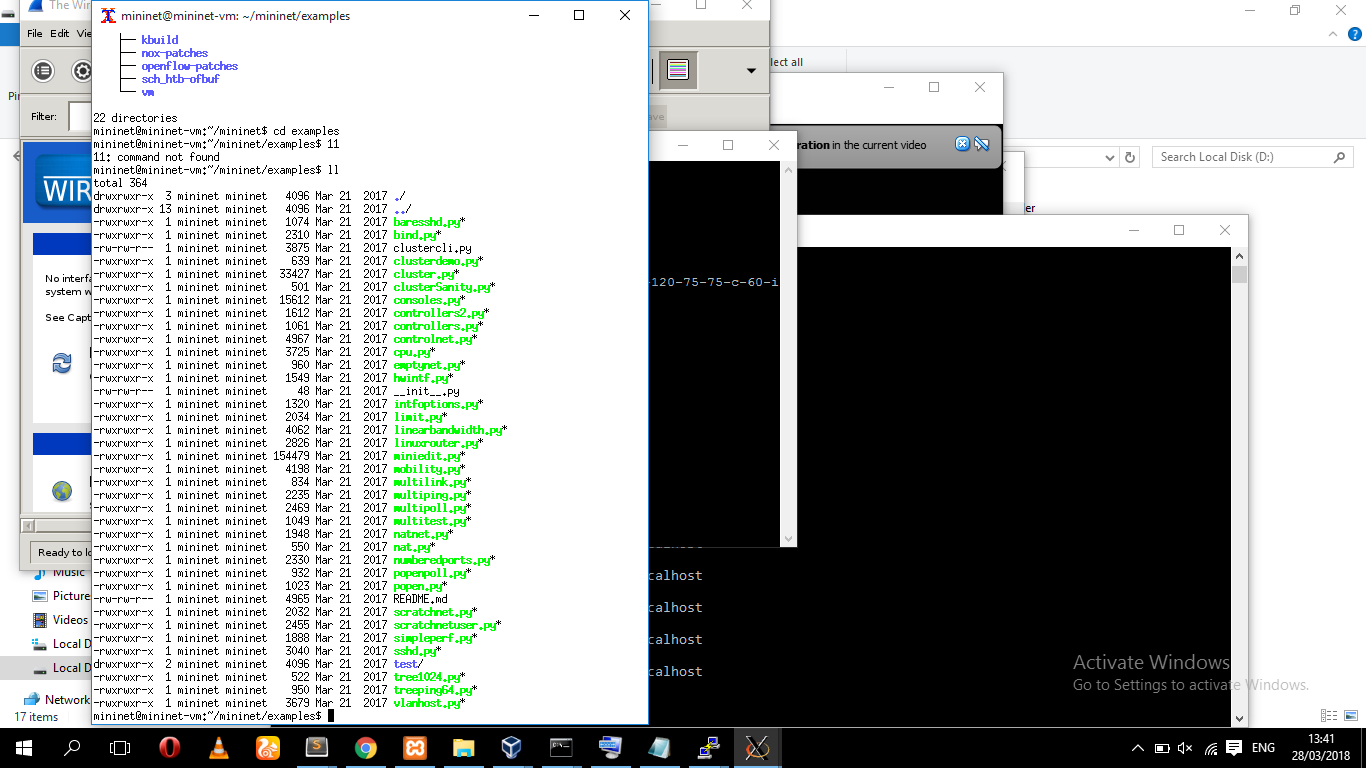 The Wir
mininet@mininet-vm: ~/mininet/examples
File Edit Vie
kbuild
nox-patches
openflow-patches
sch_htb-ofbuf
vm
22 directories
mininet@mininet-vm:~/mininet$ cd examples
mininet@mininet-vm:~/mininet/examples$ 11
11: command not found
mininet@mininet-vm:~/mininet/examples$ ll
total 364
drwxrwxr-x 3 mininet mininet 4096 Mar 21 2017 ./
drwxrwxr-x 13 mininet mininet 4096 Mar 21 2017 ../
-rwxrwxr-x 1 mininet mininet 1074 Mar 21 2017 baresshd.py*
-rwxrwxr-x 1 mininet mininet 2310 Mar 21 2017 bind.py*
-rw-rw-r-- 1 mininet mininet 3875 Mar 21 2017 clustercli.py
-rwxrwxr-x 1 mininet mininet 639 Mar 21 2017 clusterdemo.py*
-rwxrwxr-x 1 mininet mininet 33427 Mar 21 2017 cluster.py*
-rwxrwxr-x 1 mininet mininet 501 Mar 21 2017 clusterSanity.py*
-rwxrwxr-x 1 mininet mininet 15612 Mar 21 2017 consoles.py*
-rwxrwxr-x 1 mininet mininet 1612 Mar 21 2017 controllers2.py*
-rwxrwxr-x 1 mininet mininet 1061 Mar 21 2017 controllers.py*
-rwxrwxr-x 1 mininet mininet 4967 Mar 21 2017 controlnet.py*
-rwxrwxr-x 1 mininet mininet 3725 Mar 21 2017 cpu.py*
-rwxrwxr-x 1 mininet mininet 960 Mar 21 2017 emptynet.py*
-rwxrwxr-x 1 mininet mininet 1549 Mar 21 2017 hwintf.py*
-rw-rw-r-- 1 mininet mininet 48 Mar 21 2017 __init__.py
-rwxrwxr-x 1 mininet mininet 1320 Mar 21 2017 intfoptions.py*
-rwxrwxr-x 1 mininet mininet 2034 Mar 21 2017 limit.py*
-rwxrwxr-x 1 mininet mininet 4062 Mar 21 2017 linearbandwidth.py*
-rwxrwxr-x 1 mininet mininet 2826 Mar 21 2017 linuxrouter.py*
-rwxrwxr-x 1 mininet mininet 154479 Mar 21 2017 miniedit.py*
-rwxrwxr-x 1 mininet mininet 4198 Mar 21 2017 mobility.py*
-rwxrwxr-x 1 mininet mininet 834 Mar 21 2017 multilink.py*
-rwxrwxr-x 1 mininet mininet 2235 Mar 21 2017 multiping.py*
-rwxrwxr-x 1 mininet mininet 2469 Mar 21 2017 multipoll.py*
-rwxrwxr-x 1 mininet mininet 1049 Mar 21 2017 multitest.py*
-rwxrwxr-x 1 mininet mininet 1948 Mar 21 2017 natnet.py*
-rwxrwxr-x 1 mininet mininet 550 Mar 21 2017 nat.py*
-rwxrwxr-x 1 mininet mininet 2330 Mar 21 2017 numberedports.py*
-rwxrwxr-x 1 mininet mininet 932 Mar 21 2017 popenpoll.py*
-rwxrwxr-x 1 mininet mininet 1023 Mar 21 2017 popen.py*
-rw-rw-r-- 1 mininet mininet 4965 Mar 21 2017 README.md
-rwxrwxr-x 1 mininet mininet 2032 Mar 21 2017 scratchnet.py*
-rwxrwxr-x 1 mininet mininet 2455 Mar 21 2017 scratchnetuser.py*
-rwxrwxr-x 1 mininet mininet 1888 Mar 21 2017 simpleperf.py*
-rwxrwxr-x 1 mininet mininet 3040 Mar 21 2017 sshd.py*
drwxrwxr-x 2 mininet mininet 4096 Mar 21 2017 test/
-rwxrwxr-x 1 mininet mininet 522 Mar 21 2017 tree1024.py*
-rwxrwxr-x 1 mininet mininet 950 Mar 21 2017 treeping64.py*
-rwxrwxr-x 1 mininet mininet 3679 Mar 21 2017 vlanhost.py*
mininet@mininet-vm:~/mininet/examples$
Pin
Filter:
ave
WIR
No interfa
system w
See Capt
Ready to lo
Music
Picture
Videos
Local D
Local D
Network
17 items
lect all
ration in the current video
Search Local Disk (D:)
er
-120-75-75-c-60-i
calhost
calhost
calhost
calhost
Activate Windows
Go to Settings to activate Windows.
ENG
13:41
28/03/2018